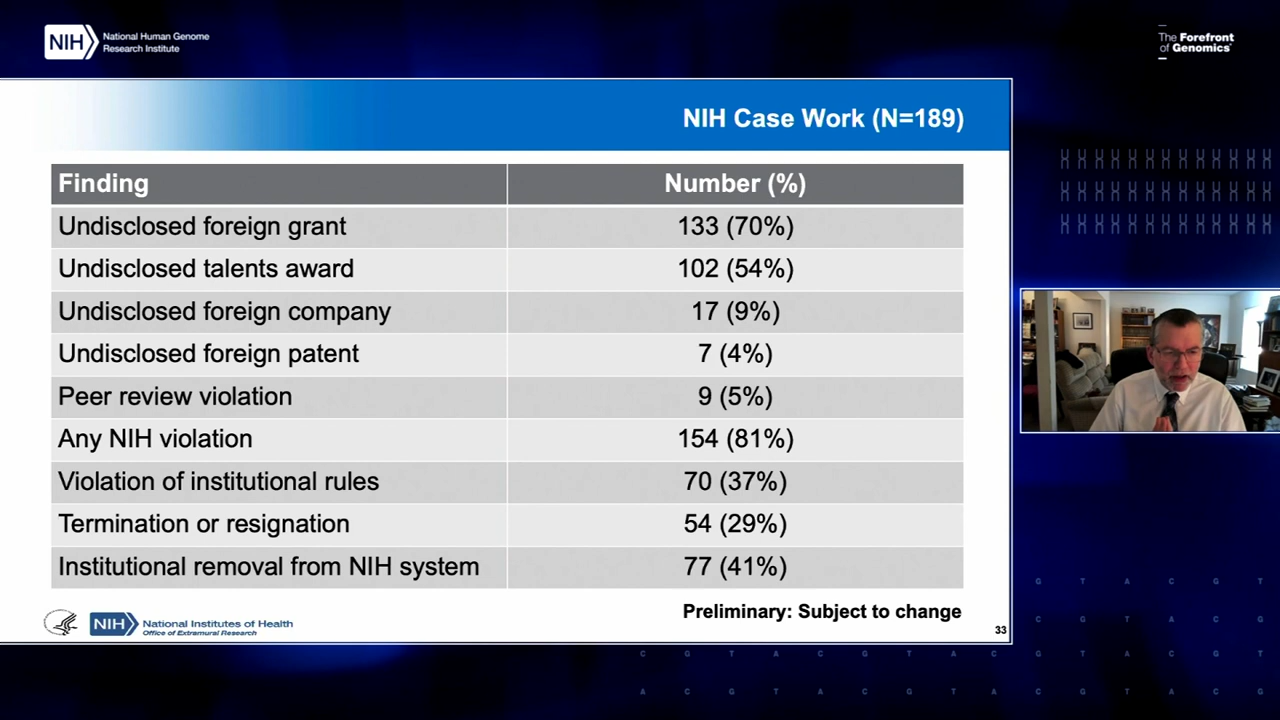 NIH
National Human Genome
Research Institute
The Forefront
of Genomics®
NIH Case Work (N=189)
Finding Number (%)
Undisclosed foreign grant 133 (70%)
Undisclosed talents award 102 (54%)
Undisclosed foreign company 17 (9%)
Undisclosed foreign patent 7 (4%)
Peer review violation 9 (5%)
Any NIH violation 154 (81%)
Violation of institutional rules 70 (37%)
Termination or resignation 54 (29%)
Institutional removal from NIH system 77 (41%)
Preliminary: Subject to change
NIH
National Institutes of Health
Office of Extramural Research
33
G T A C G T
A C G T A C G
C G T A C G T A C G T A C G T
A C G T A C G T A C G T A C G